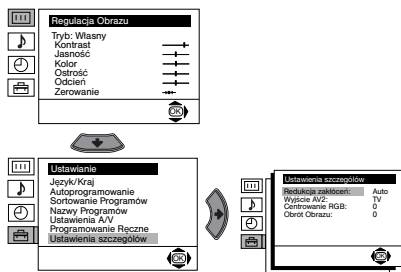 Regulacja Obrazu
Tryb: Własny
Kontrast
Jasność
Kolor
Ostrość
Odcień
Zerowanie
OK
Ustawianie
Język/Kraj
Autoprogramowanie
Sortowanie Programów
Nazwy Programów
Ustawienia A/V
Programowanie Ręczne
Ustawienia szczegółów
OK
Ustawienia szczegółów
Redukcja zakłóceń: Auto
Wyjście AV2: TV
Centrowanie RGB: 0
Obrót Obrazu: 0
OK